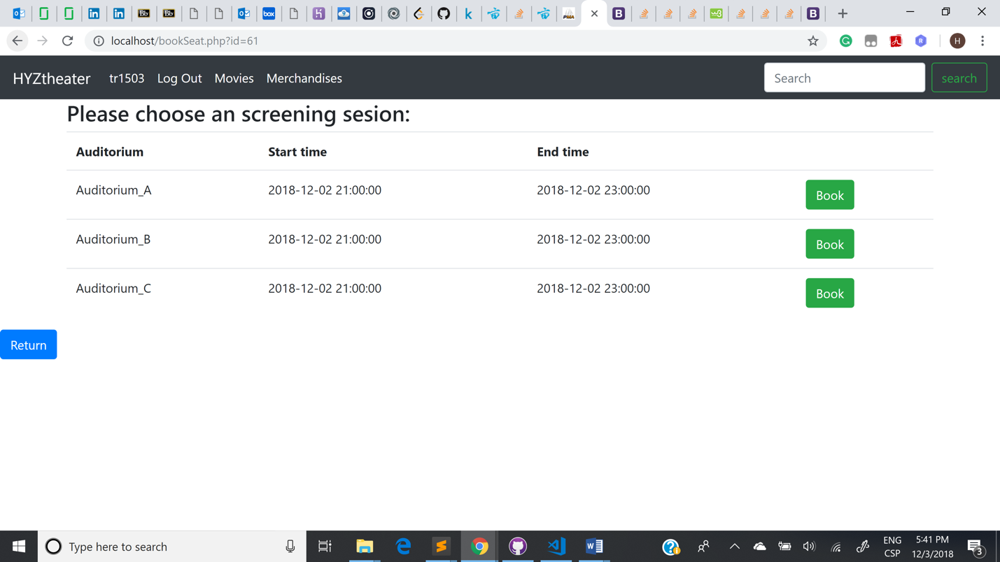 localhost/bookSeat.php?id=61
H
HYZtheater tr1503 Log Out Movies Merchandises Search search
Please choose an screening sesion:
Auditorium Start time End time
Auditorium_A 2018-12-02 21:00:00 2018-12-02 23:00:00 Book
Auditorium_B 2018-12-02 21:00:00 2018-12-02 23:00:00 Book
Auditorium_C 2018-12-02 21:00:00 2018-12-02 23:00:00 Book
Return
Type here to search
ENG 5:41 PM
CSP 12/3/2018 3